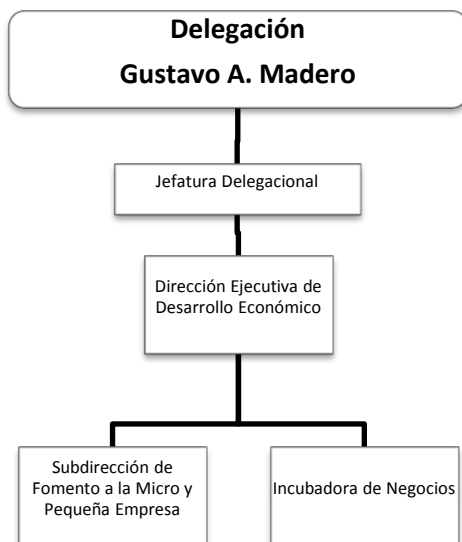 Delegación
Gustavo A. Madero
Jefatura Delegacional
Dirección Ejecutiva de
Desarrollo Económico
Subdirección de
Fomento a la Micro y
Pequeña Empresa
Incubadora de Negocios